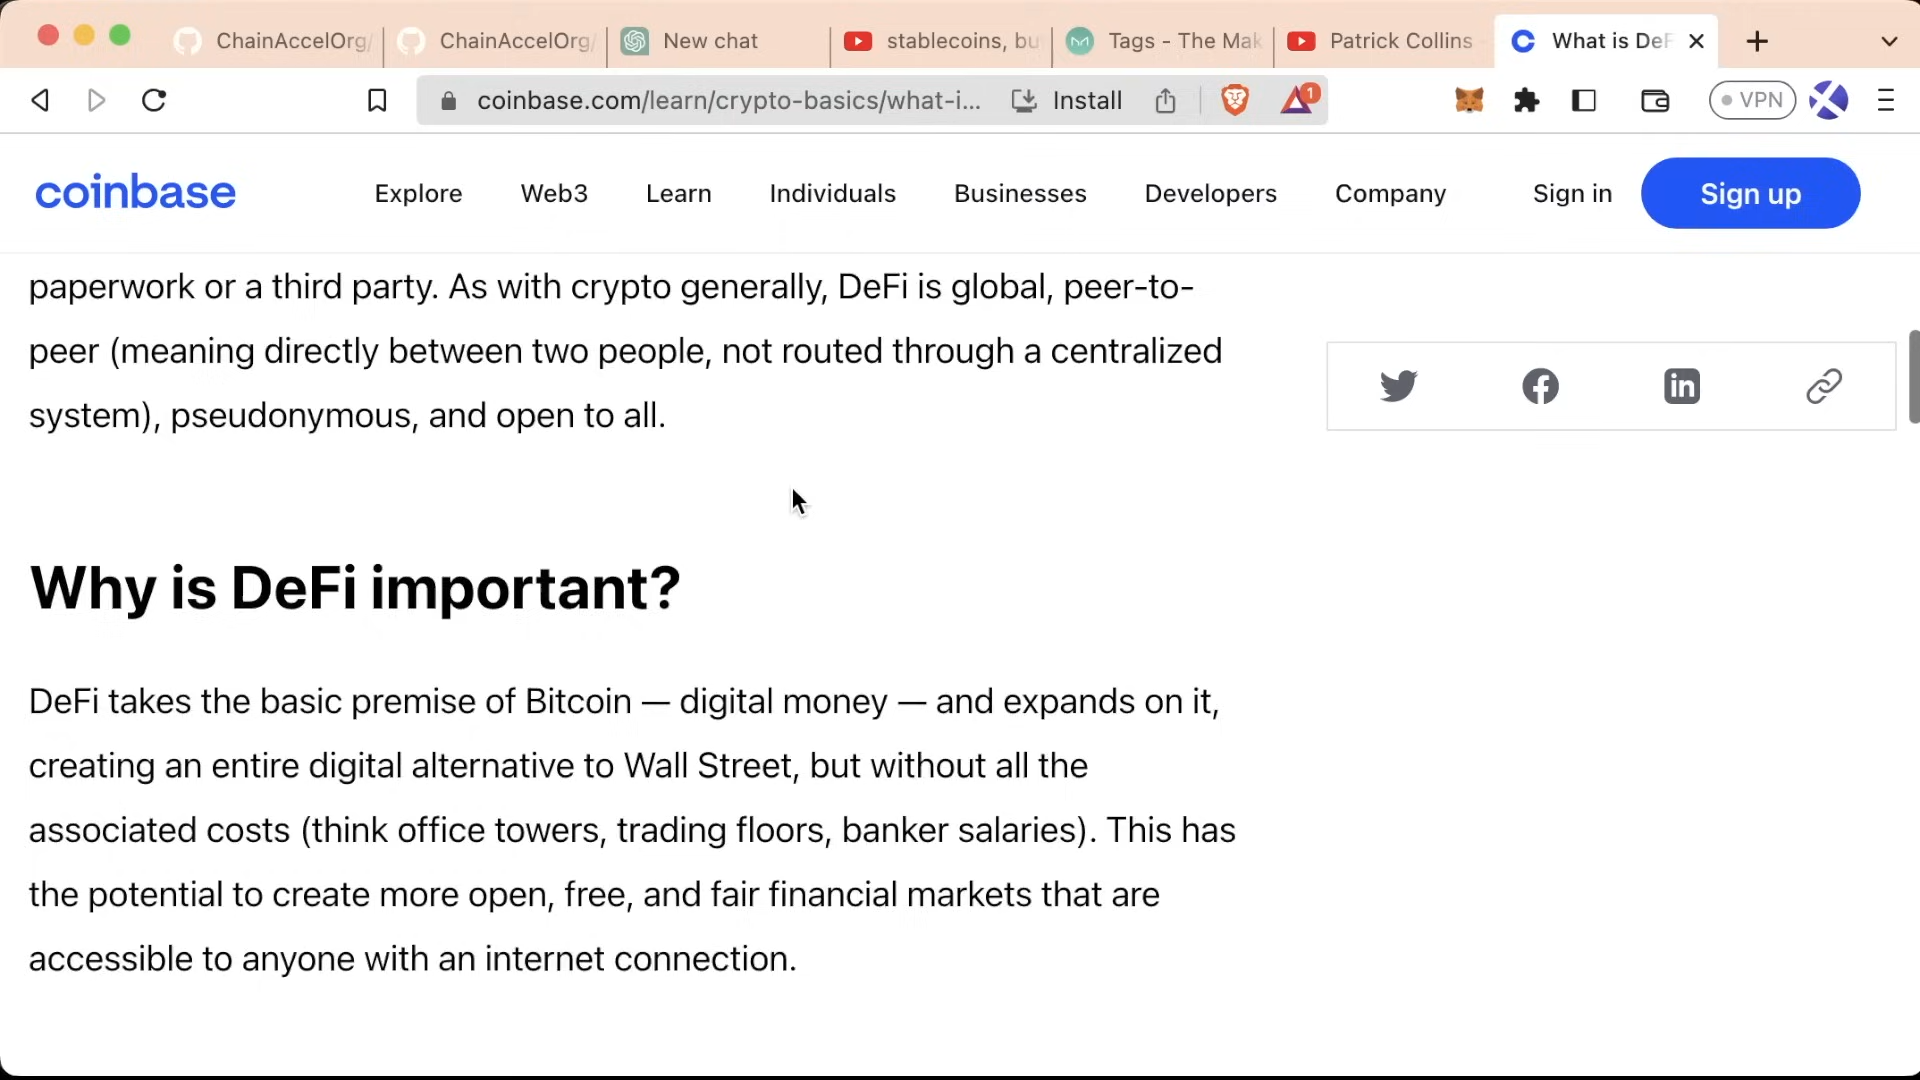 ChainAccelOrg/
ChainAccelOrg/
New chat
stablecoins, bu
Tags - The Mak
Patrick Collins
What is DeF
coinbase.com/learn/crypto-basics/what-i...
Install
1
VPN
coinbase
Explore
Web3
Learn
Individuals
Businesses
Developers
Company
Sign in
Sign up
paperwork or a third party. As with crypto generally, DeFi is global, peer-to-
peer (meaning directly between two people, not routed through a centralized
system), pseudonymous, and open to all.
Why is DeFi important?
DeFi takes the basic premise of Bitcoin — digital money — and expands on it,
creating an entire digital alternative to Wall Street, but without all the
associated costs (think office towers, trading floors, banker salaries). This has
the potential to create more open, free, and fair financial markets that are
accessible to anyone with an internet connection.